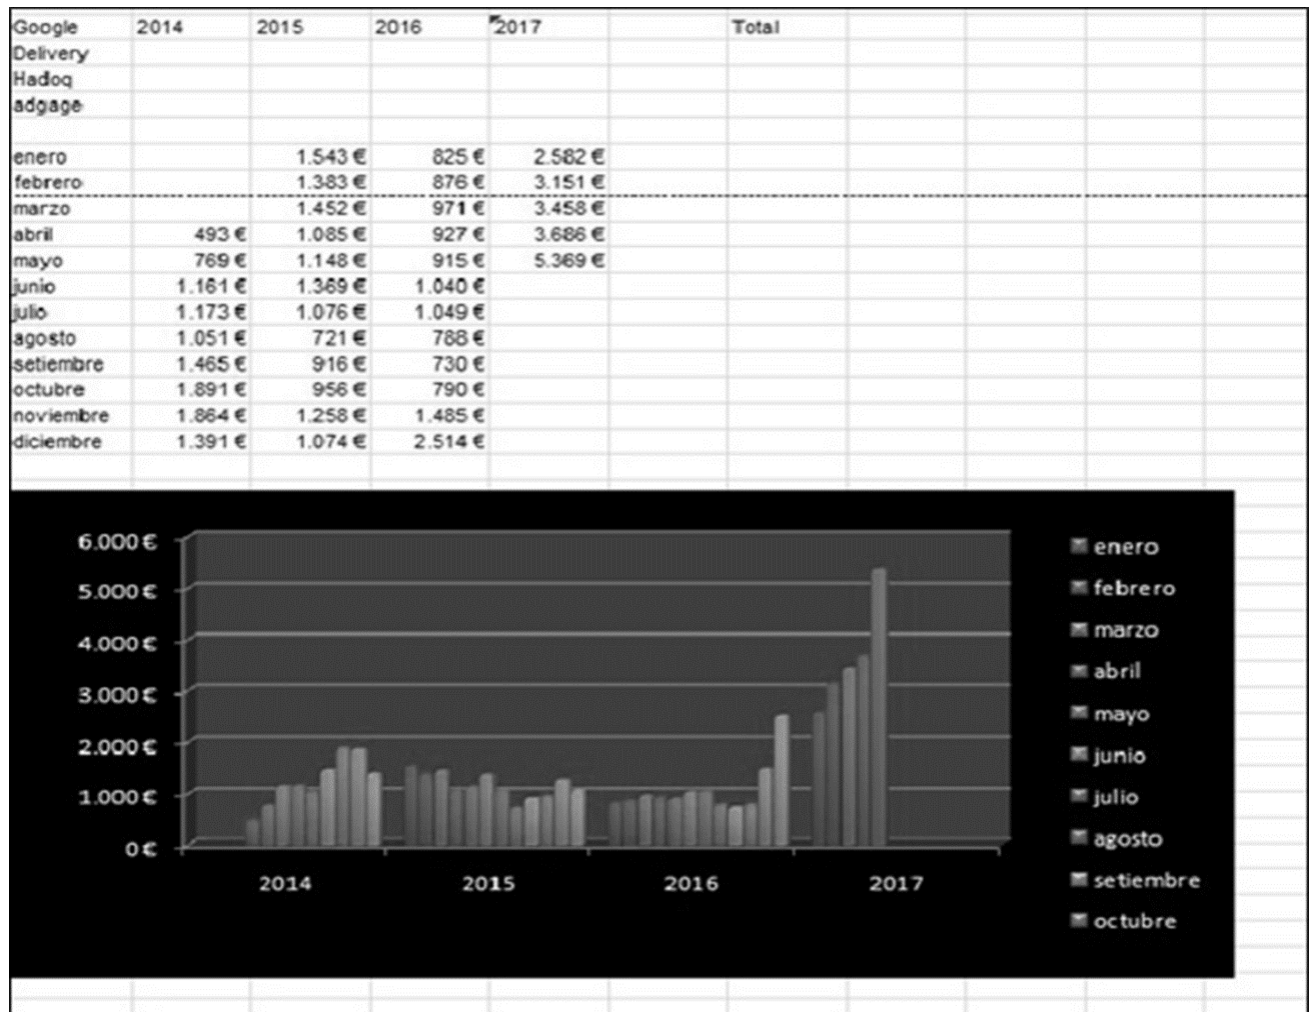 Google 2014 2015 2016 2017 Total
Delivery
Hadoq
adgage
enero 1.543 € 825 € 2.582 €
febrero 1.383 € 876 € 3.151 €
marzo 1.452 € 971 € 3.458 €
abril 493 € 1.085 € 927 € 3.686 €
mayo 769 € 1.148 € 915 € 5.369 €
junio 1.161 € 1.369 € 1.040 €
julio 1.173 € 1.076 € 1.049 €
agosto 1.051 € 721 € 788 €
setiembre 1.465 € 916 € 730 €
octubre 1.891 € 956 € 790 €
noviembre 1.864 € 1.258 € 1.485 €
diciembre 1.391 € 1.074 € 2.514 €
6.000 €
5.000 €
4.000 €
3.000 €
2.000 €
1.000 €
0 €
2014 2015 2016 2017
enero
febrero
marzo
abril
mayo
junio
julio
agosto
setiembre
octubre